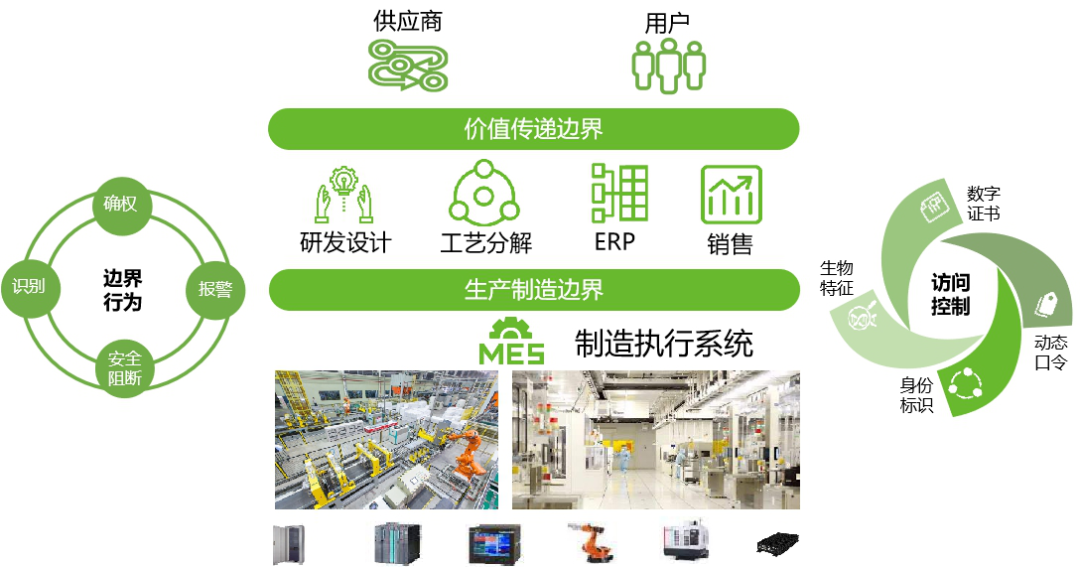 供应商
用户
价值传递边界
研发设计
工艺分解
ERP
销售
生产制造边界
MES
制造执行系统
确权
识别
边界
行为
报警
安全
阻断
数字
证书
生物
特征
访问
控制
动态
口令
身份
标识